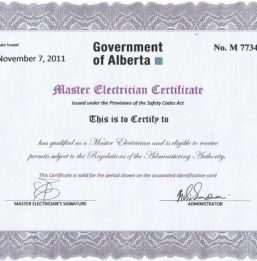 ate Issued
November 7, 2011
Government
of Alberta
No. M 7734
Master Electrician Certificate
Issued under the Provisions of the Safety Codes Act
This is to Certify to
has qualified as a Master Electrician and is eligible to receive
permits subject to the Regulations of the Administering Authority.
This Certificate is valid for the period shown on the associated identification card
MASTER ELECTRICIAN'S SIGNATURE
ADMINISTRATOR